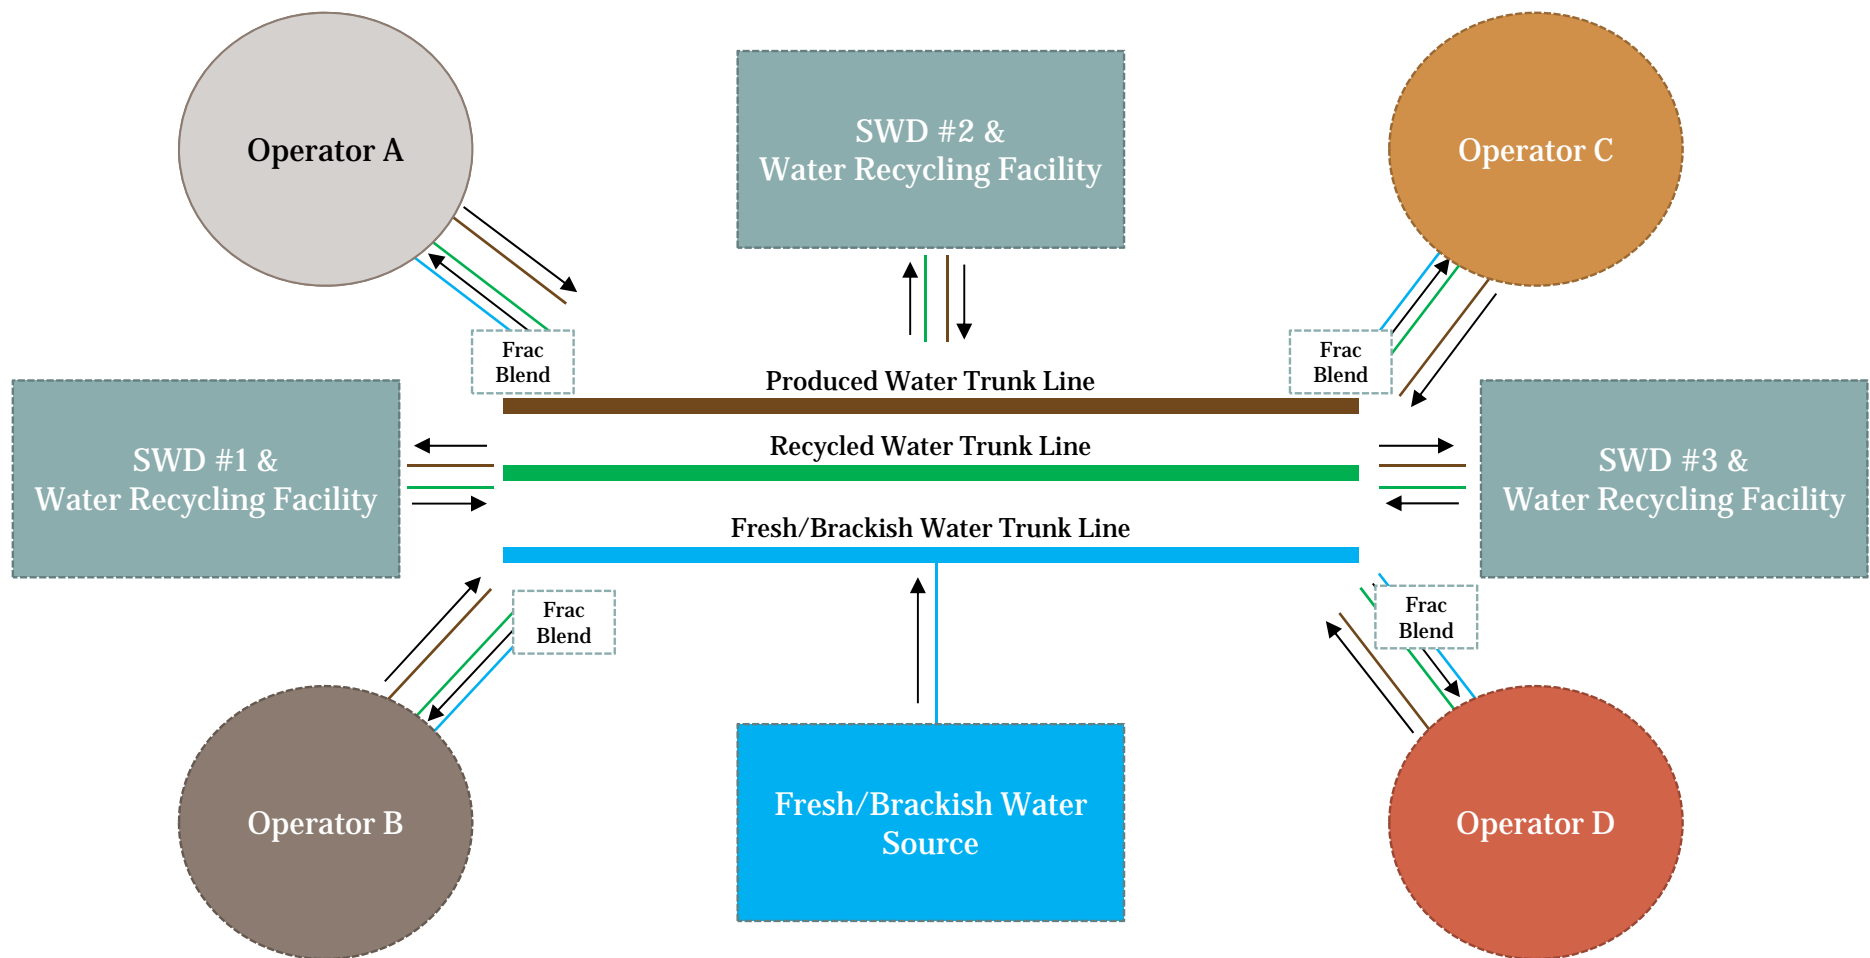 Operator A
SWD #2 &
Water Recycling Facility
Operator C
Frac
Blend
Frac
Blend
Produced Water Trunk Line
SWD #1 &
Water Recycling Facility
Recycled Water Trunk Line
SWD #3 &
Water Recycling Facility
Fresh/Brackish Water Trunk Line
Frac
Blend
Frac
Blend
Operator B
Fresh/Brackish Water
Source
Operator D